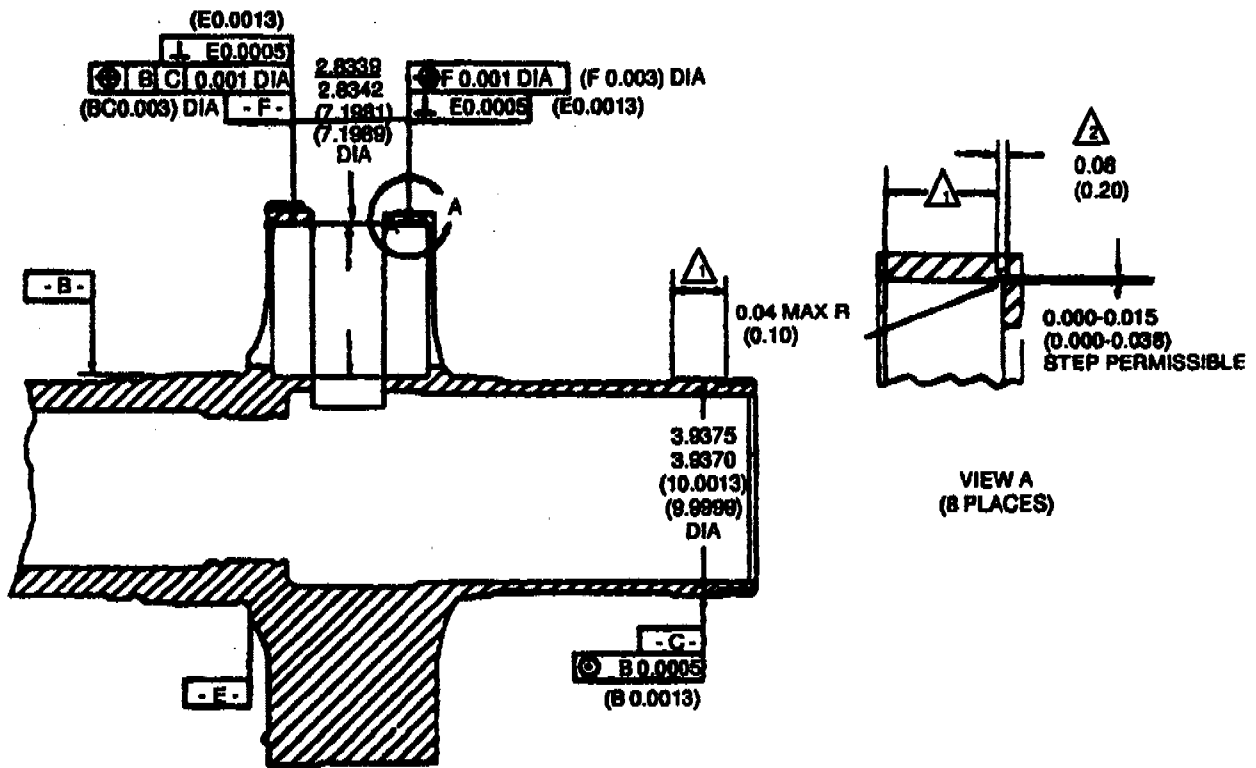 (E0.0013)
⊥ E0.0005
⌖ B C 0.001 DIA
(BC0.003) DIA
- F -
2.8339
2.8342
(7.1981)
(7.1989)
DIA
⌖ F 0.001 DIA
(F 0.003) DIA
⊥ E0.0005
(E0.0013)
A
- B -
1
0.04 MAX R
(0.10)
1
2
0.08
(0.20)
0.000-0.015
(0.000-0.038)
STEP PERMISSIBLE
VIEW A
(8 PLACES)
3.9375
3.9370
(10.0013)
(9.9999)
DIA
- C -
◎ B 0.0005
(B 0.0013)
- E -